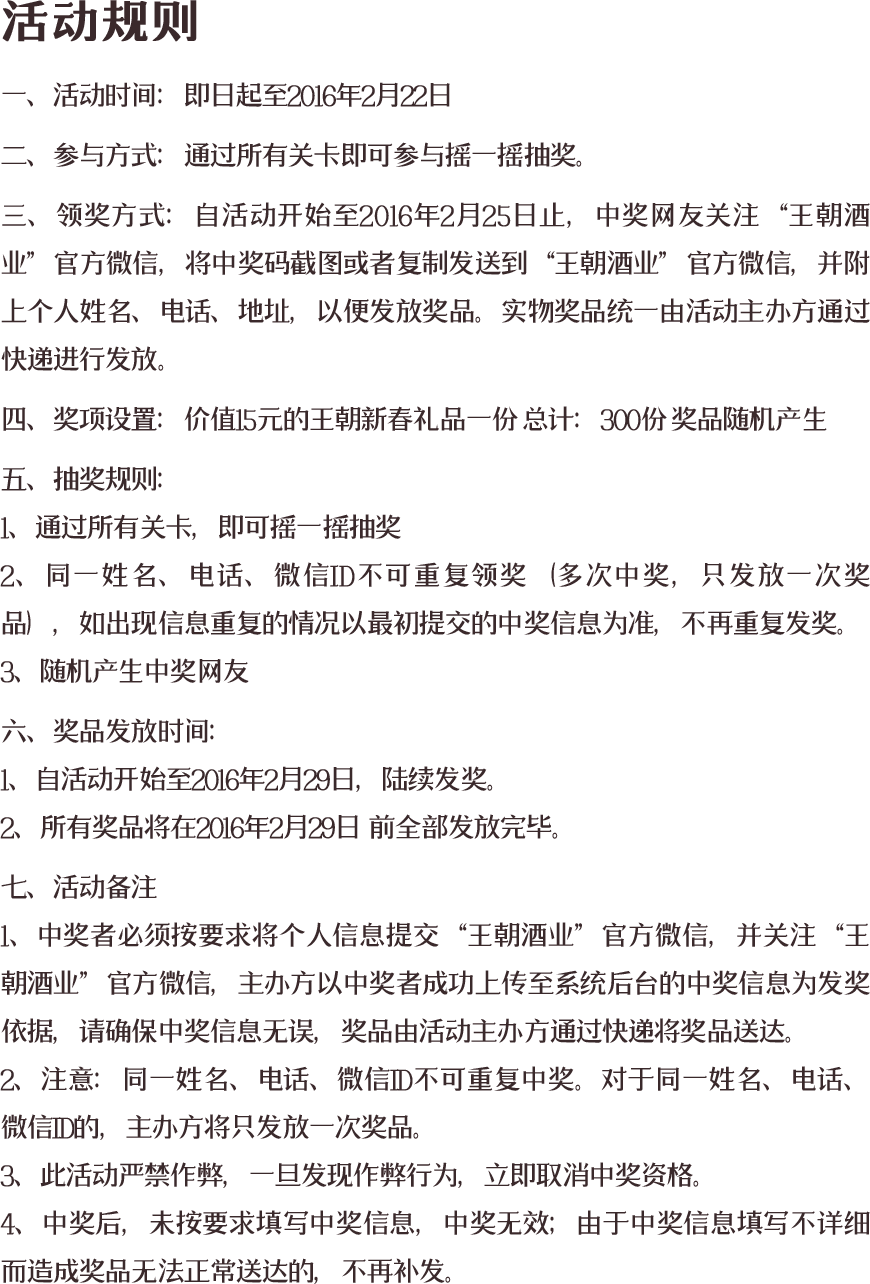 活动规则
一、活动时间：即日起至2016年2月22日
二、参与方式：通过所有关卡即可参与摇一摇抽奖。
三、领奖方式：自活动开始至2016年2月25日止，中奖网友关注“王朝酒
业”官方微信，将中奖码截图或者复制发送到“王朝酒业”官方微信，并附
上个人姓名、电话、地址，以便发放奖品。实物奖品统一由活动主办方通过
快递进行发放。
四、奖项设置：价值15元的王朝新春礼品一份 总计：300份 奖品随机产生
五、抽奖规则：
1、通过所有关卡，即可摇一摇抽奖
2、同一姓名、电话、微信ID不可重复领奖（多次中奖，只发放一次奖
品），如出现信息重复的情况以最初提交的中奖信息为准，不再重复发奖。
3、随机产生中奖网友
六、奖品发放时间：
1、自活动开始至2016年2月29日，陆续发奖。
2、所有奖品将在2016年2月29日 前全部发放完毕。
七、活动备注
1、中奖者必须按要求将个人信息提交“王朝酒业”官方微信，并关注“王
朝酒业”官方微信，主办方以中奖者成功上传至系统后台的中奖信息为发奖
依据，请确保中奖信息无误，奖品由活动主办方通过快递将奖品送达。
2、注意：同一姓名、电话、微信ID不可重复中奖。对于同一姓名、电话、
微信ID的，主办方将只发放一次奖品。
3、此活动严禁作弊，一旦发现作弊行为，立即取消中奖资格。
4、中奖后，未按要求填写中奖信息，中奖无效；由于中奖信息填写不详细
而造成奖品无法正常送达的，不再补发。